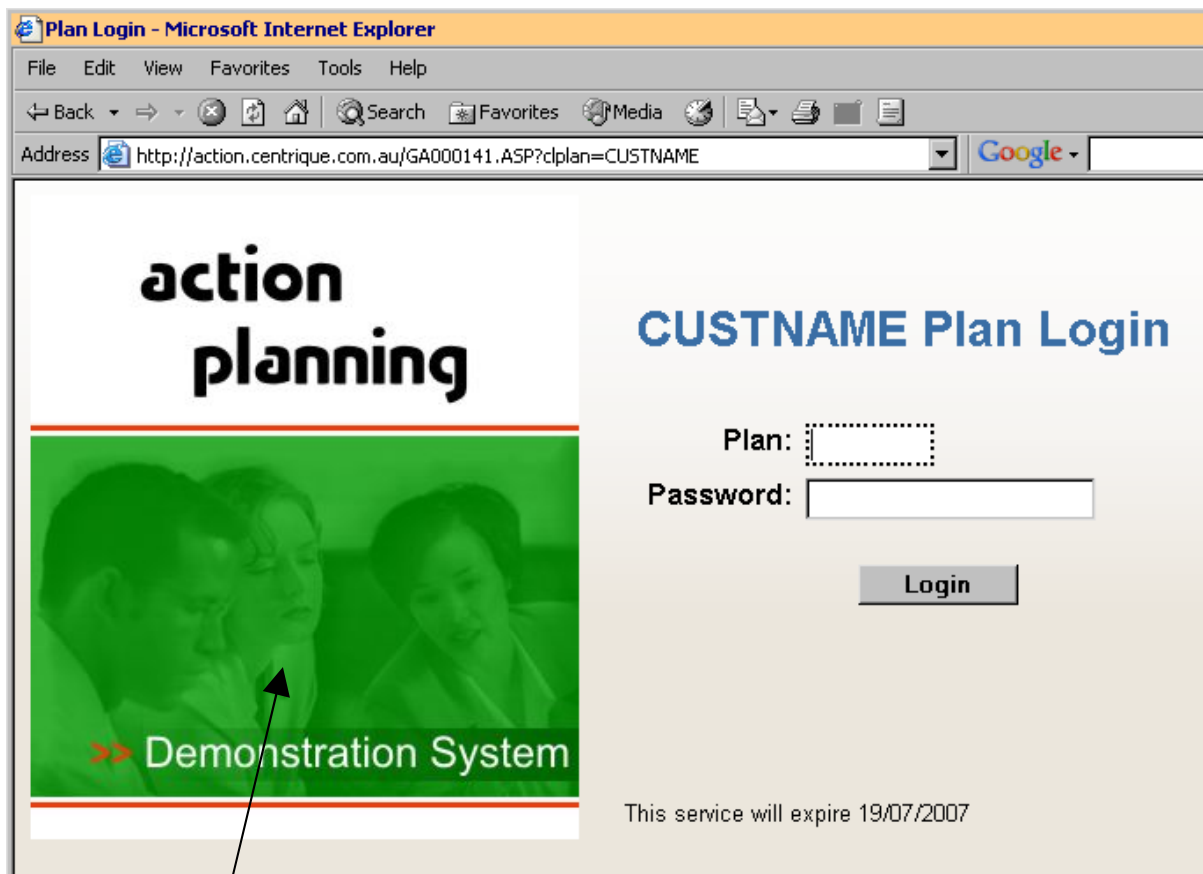 Plan Login - Microsoft Internet Explorer
File Edit View Favorites Tools Help
Back Search Favorites Media
Address http://action.centrique.com.au/GA000141.ASP?clplan=CUSTNAME Google
action
planning
CUSTNAME Plan Login
Plan:
Password:
Login
>> Demonstration System
This service will expire 19/07/2007